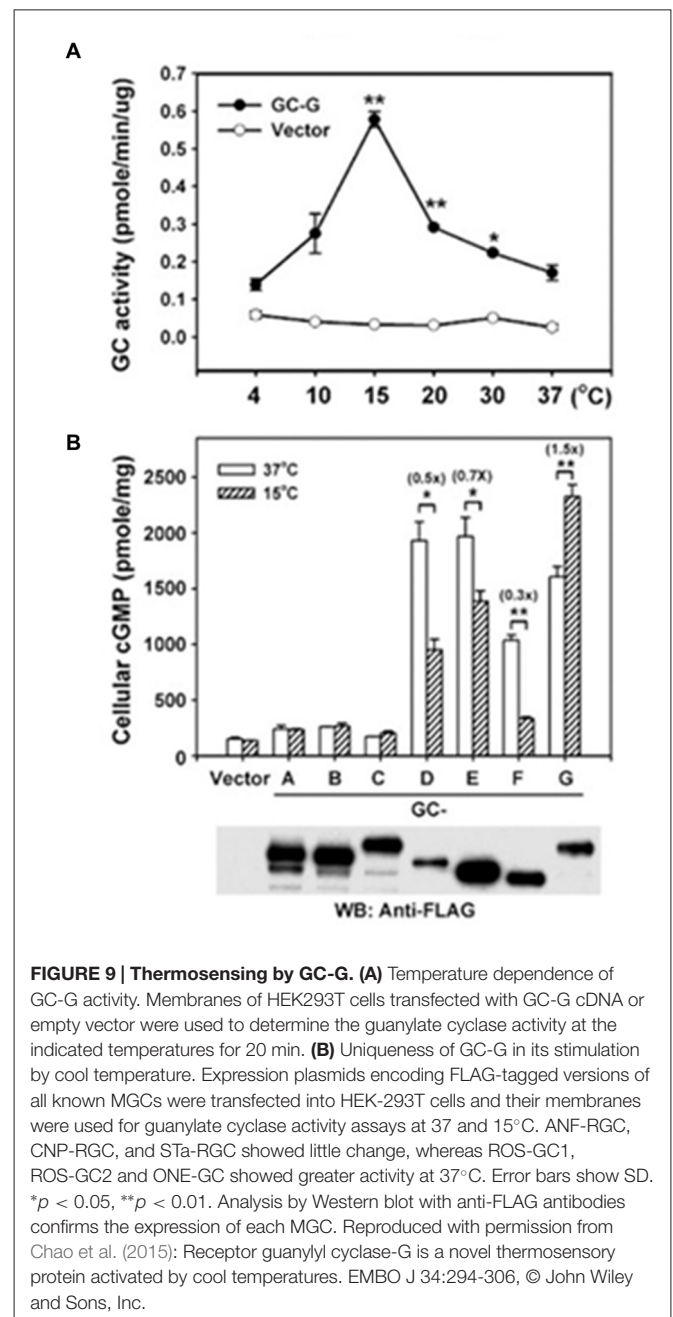 A
0.7
0.6
0.5
0.4
0.3
0.2
0.1
0.0
GC activity (pmole/min/ug)
GC-G
Vector
**
**
*
4 10 15 20 30 37 (°C)
B
2500
2000
1500
1000
500
0
Cellular cGMP (pmole/mg)
37°C
15°C
(0.5x) (0.7X) (0.3x) (1.5x)
* * ** **
Vector A B C D E F G
GC-
WB: Anti-FLAG
FIGURE 9 | Thermosensing by GC-G. (A) Temperature dependence of
GC-G activity. Membranes of HEK293T cells transfected with GC-G cDNA or
empty vector were used to determine the guanylate cyclase activity at the
indicated temperatures for 20 min. (B) Uniqueness of GC-G in its stimulation
by cool temperature. Expression plasmids encoding FLAG-tagged versions of
all known MGCs were transfected into HEK-293T cells and their membranes
were used for guanylate cyclase activity assays at 37 and 15°C. ANF-RGC,
CNP-RGC, and STa-RGC showed little change, whereas ROS-GC1,
ROS-GC2 and ONE-GC showed greater activity at 37°C. Error bars show SD.
*p < 0.05, **p < 0.01. Analysis by Western blot with anti-FLAG antibodies
confirms the expression of each MGC. Reproduced with permission from
Chao et al. (2015): Receptor guanylyl cyclase-G is a novel thermosensory
protein activated by cool temperatures. EMBO J 34:294-306, © John Wiley
and Sons, Inc.